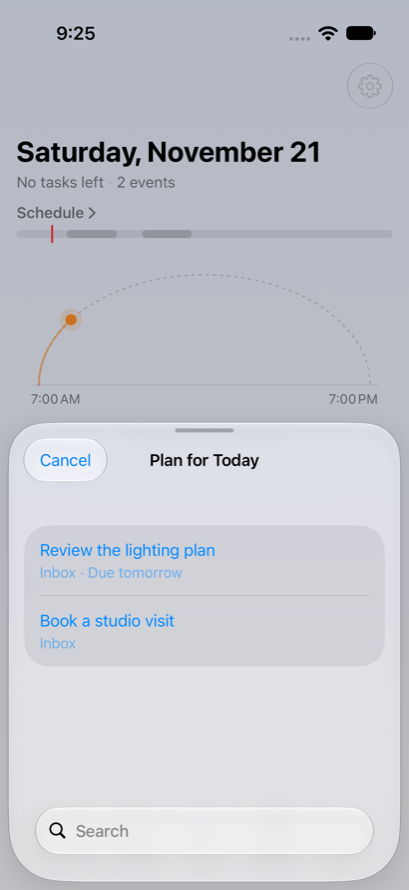 9:25
Saturday, November 21
No tasks left · 2 events
Schedule
7:00 AM
7:00 PM
Cancel
Plan for Today
Review the lighting plan
Inbox · Due tomorrow
Book a studio visit
Inbox
Search